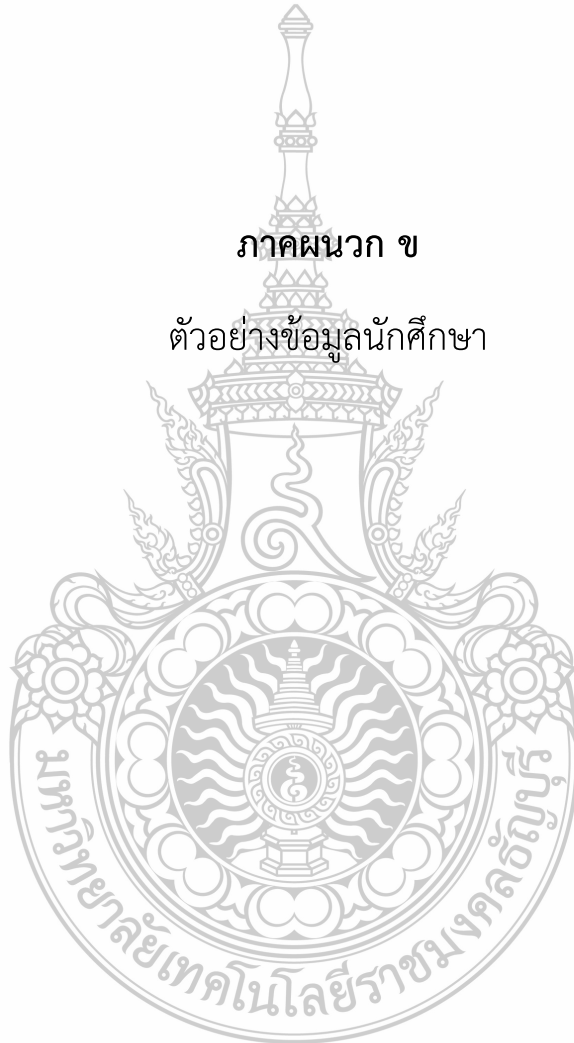 ภาคผนวก ข
ตัวอย่างข้อมูลนักศึกษา
มหาวิทยาลัยเทคโนโลยีราชมงคลธัญบุรี